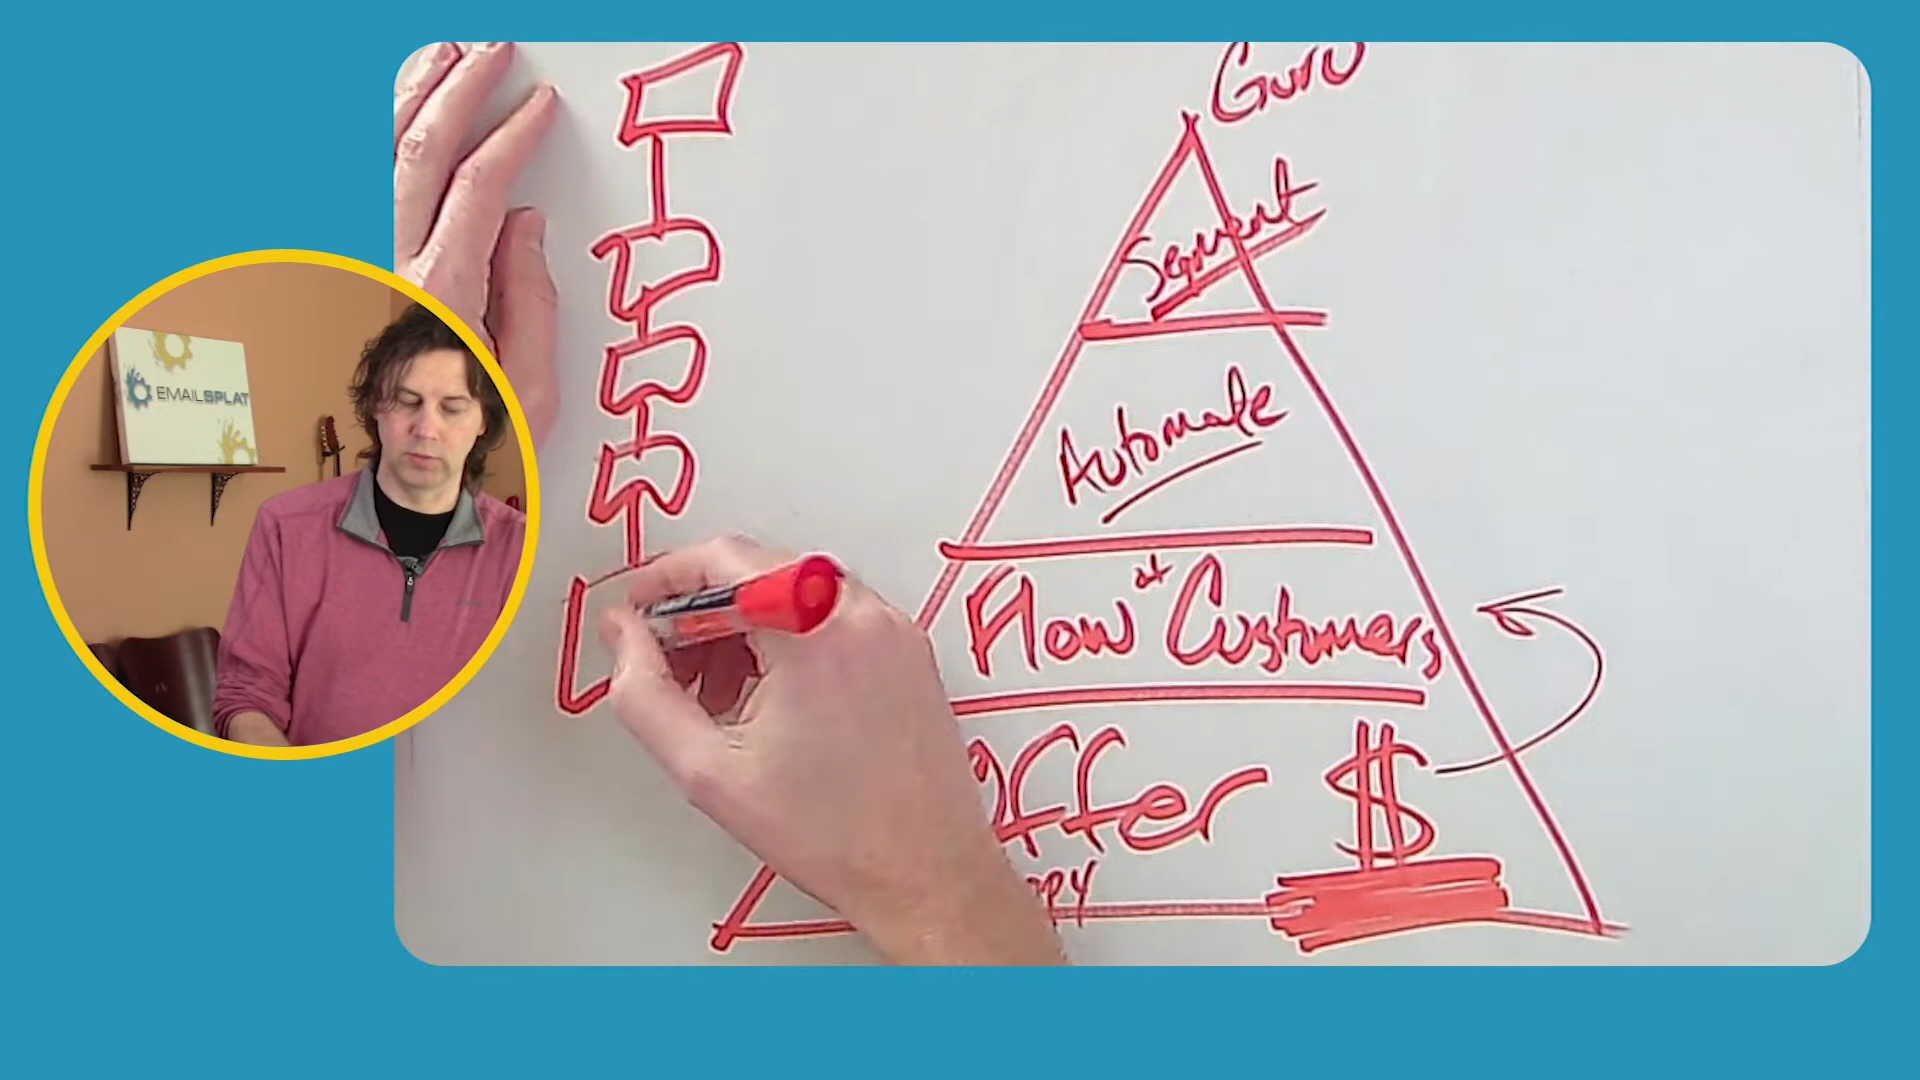 Guru
Segment
EMAILSPLAT
Automate
Flow of Customers
Offer $